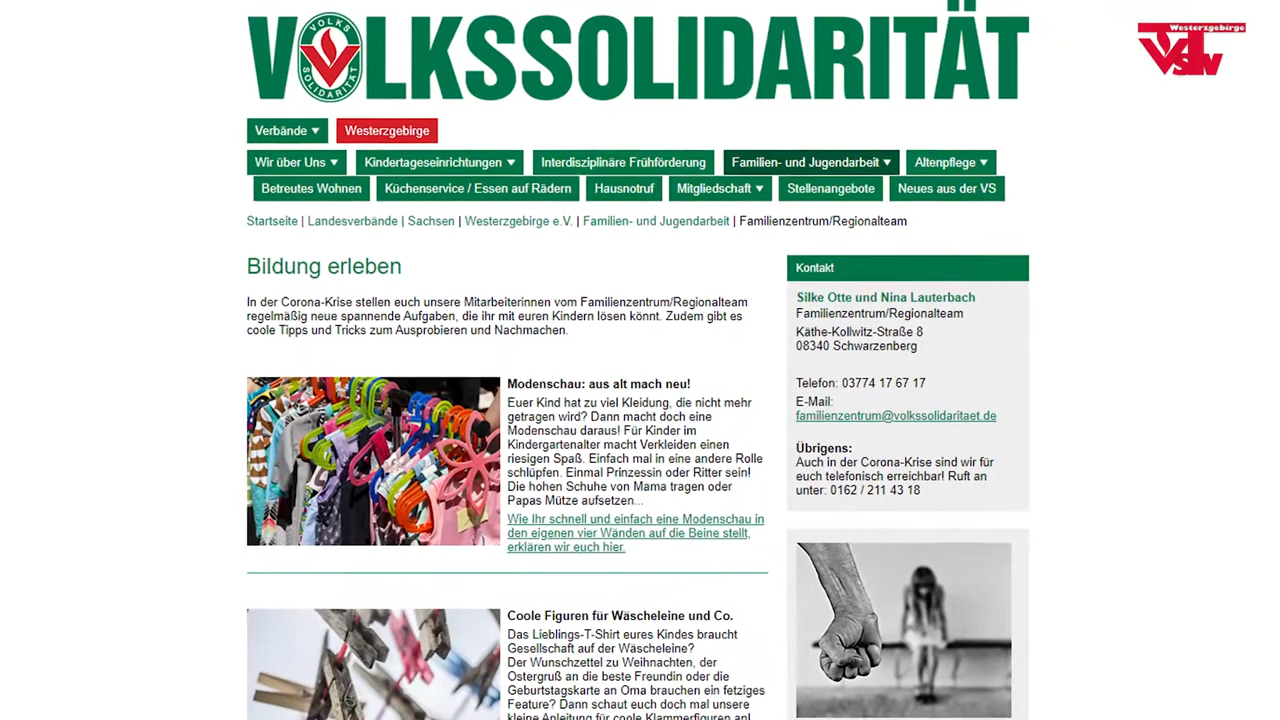 VOLKSSOLIDARITÄT
VOLKS
SOLIDARITÄT
Westerzgebirge
Verbände
Westerzgebirge
Wir über Uns
Kindertageseinrichtungen
Interdisziplinäre Frühförderung
Familien- und Jugendarbeit
Altenpflege
Betreutes Wohnen
Küchenservice / Essen auf Rädern
Hausnotruf
Mitgliedschaft
Stellenangebote
Neues aus der VS
Startseite | Landesverbände | Sachsen | Westerzgebirge e.V. | Familien- und Jugendarbeit | Familienzentrum/Regionalteam
Bildung erleben
In der Corona-Krise stellen euch unsere Mitarbeiterinnen vom Familienzentrum/Regionalteam
regelmäßig neue spannende Aufgaben, die ihr mit euren Kindern lösen könnt. Zudem gibt es
coole Tipps und Tricks zum Ausprobieren und Nachmachen.
Modenschau: aus alt mach neu!
Euer Kind hat zu viel Kleidung, die nicht mehr
getragen wird? Dann macht doch eine
Modenschau daraus! Für Kinder im
Kindergartenalter macht Verkleiden einen
riesigen Spaß. Einfach mal in eine andere Rolle
schlüpfen. Einmal Prinzessin oder Ritter sein!
Die hohen Schuhe von Mama tragen oder
Papas Mütze aufsetzen...
Wie Ihr schnell und einfach eine Modenschau in
den eigenen vier Wänden auf die Beine stellt,
erklären wir euch hier.
Coole Figuren für Wäscheleine und Co.
Das Lieblings-T-Shirt eures Kindes braucht
Gesellschaft auf der Wäscheleine?
Der Wunschzettel zu Weihnachten, der
Ostergruß an die beste Freundin oder die
Geburtstagskarte an Oma brauchen ein fetziges
Feature? Dann schaut euch doch mal unsere
kleine Anleitung für coole Klammerfiguren an!
Kontakt
Silke Otte und Nina Lauterbach
Familienzentrum/Regionalteam
Käthe-Kollwitz-Straße 8
08340 Schwarzenberg
Telefon: 03774 17 67 17
E-Mail:
familienzentrum@volkssolidaritaet.de
Übrigens:
Auch in der Corona-Krise sind wir für
euch telefonisch erreichbar! Ruft an
unter: 0162 / 211 43 18